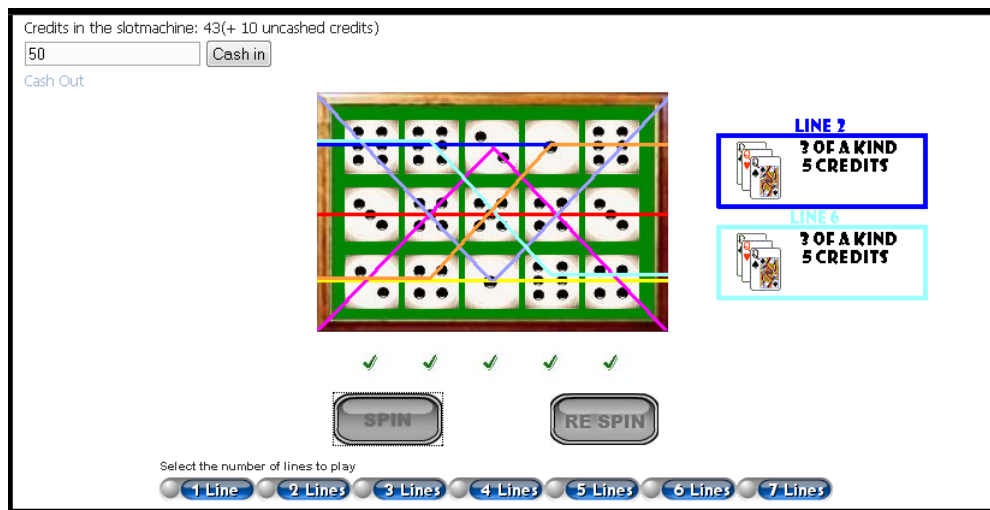 Credits in the slotmachine: 43(+ 10 uncashed credits)
50
Cash in
Cash Out
LINE 2
3 OF A KIND
5 CREDITS
LINE 6
3 OF A KIND
5 CREDITS
SPIN
RE SPIN
Select the number of lines to play
1 Line
2 Lines
3 Lines
4 Lines
5 Lines
6 Lines
7 Lines